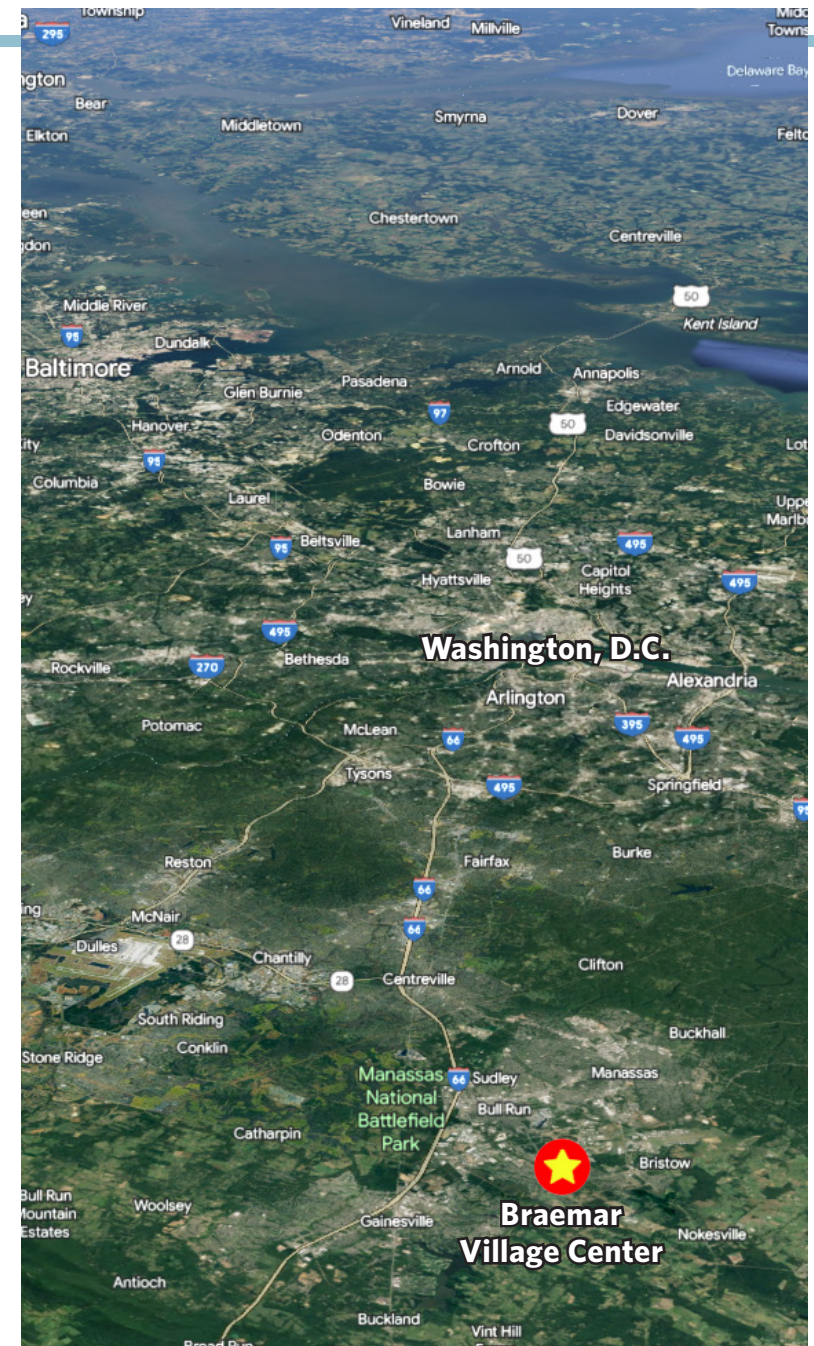 Township
295
Vineland
Millville
Delaware Bay
Bear
Elkton
Middletown
Smyrna
Dover
Chestertown
Centreville
50
Kent Island
Middle River
95
Dundalk
Baltimore
Glen Burnie
Pasadena
Arnold
Annapolis
97
50
Edgewater
Hanover
Odenton
Crofton
Davidsonville
95
Columbia
Laurel
Bowie
95
Beltsville
Lanham
50
495
Hyattsville
Capitol
Heights
495
495
Washington, D.C.
Rockville
270
Bethesda
Arlington
Alexandria
Potomac
McLean
66
395
495
Tysons
495
Springfield
95
Reston
Fairfax
Burke
66
McNair
66
Dulles
28
Chantilly
Clifton
28
Centreville
South Riding
Buckhall
Stone Ridge
Conklin
Manassas
National
Battlefield
Park
66
Sudley
Manassas
Bull Run
Catharpin
Bristow
Bull Run
Mountain
Estates
Woolsey
Gainesville
Braemar
Village Center
Nokesville
Antioch
Buckland
Vint Hill
Broad Run